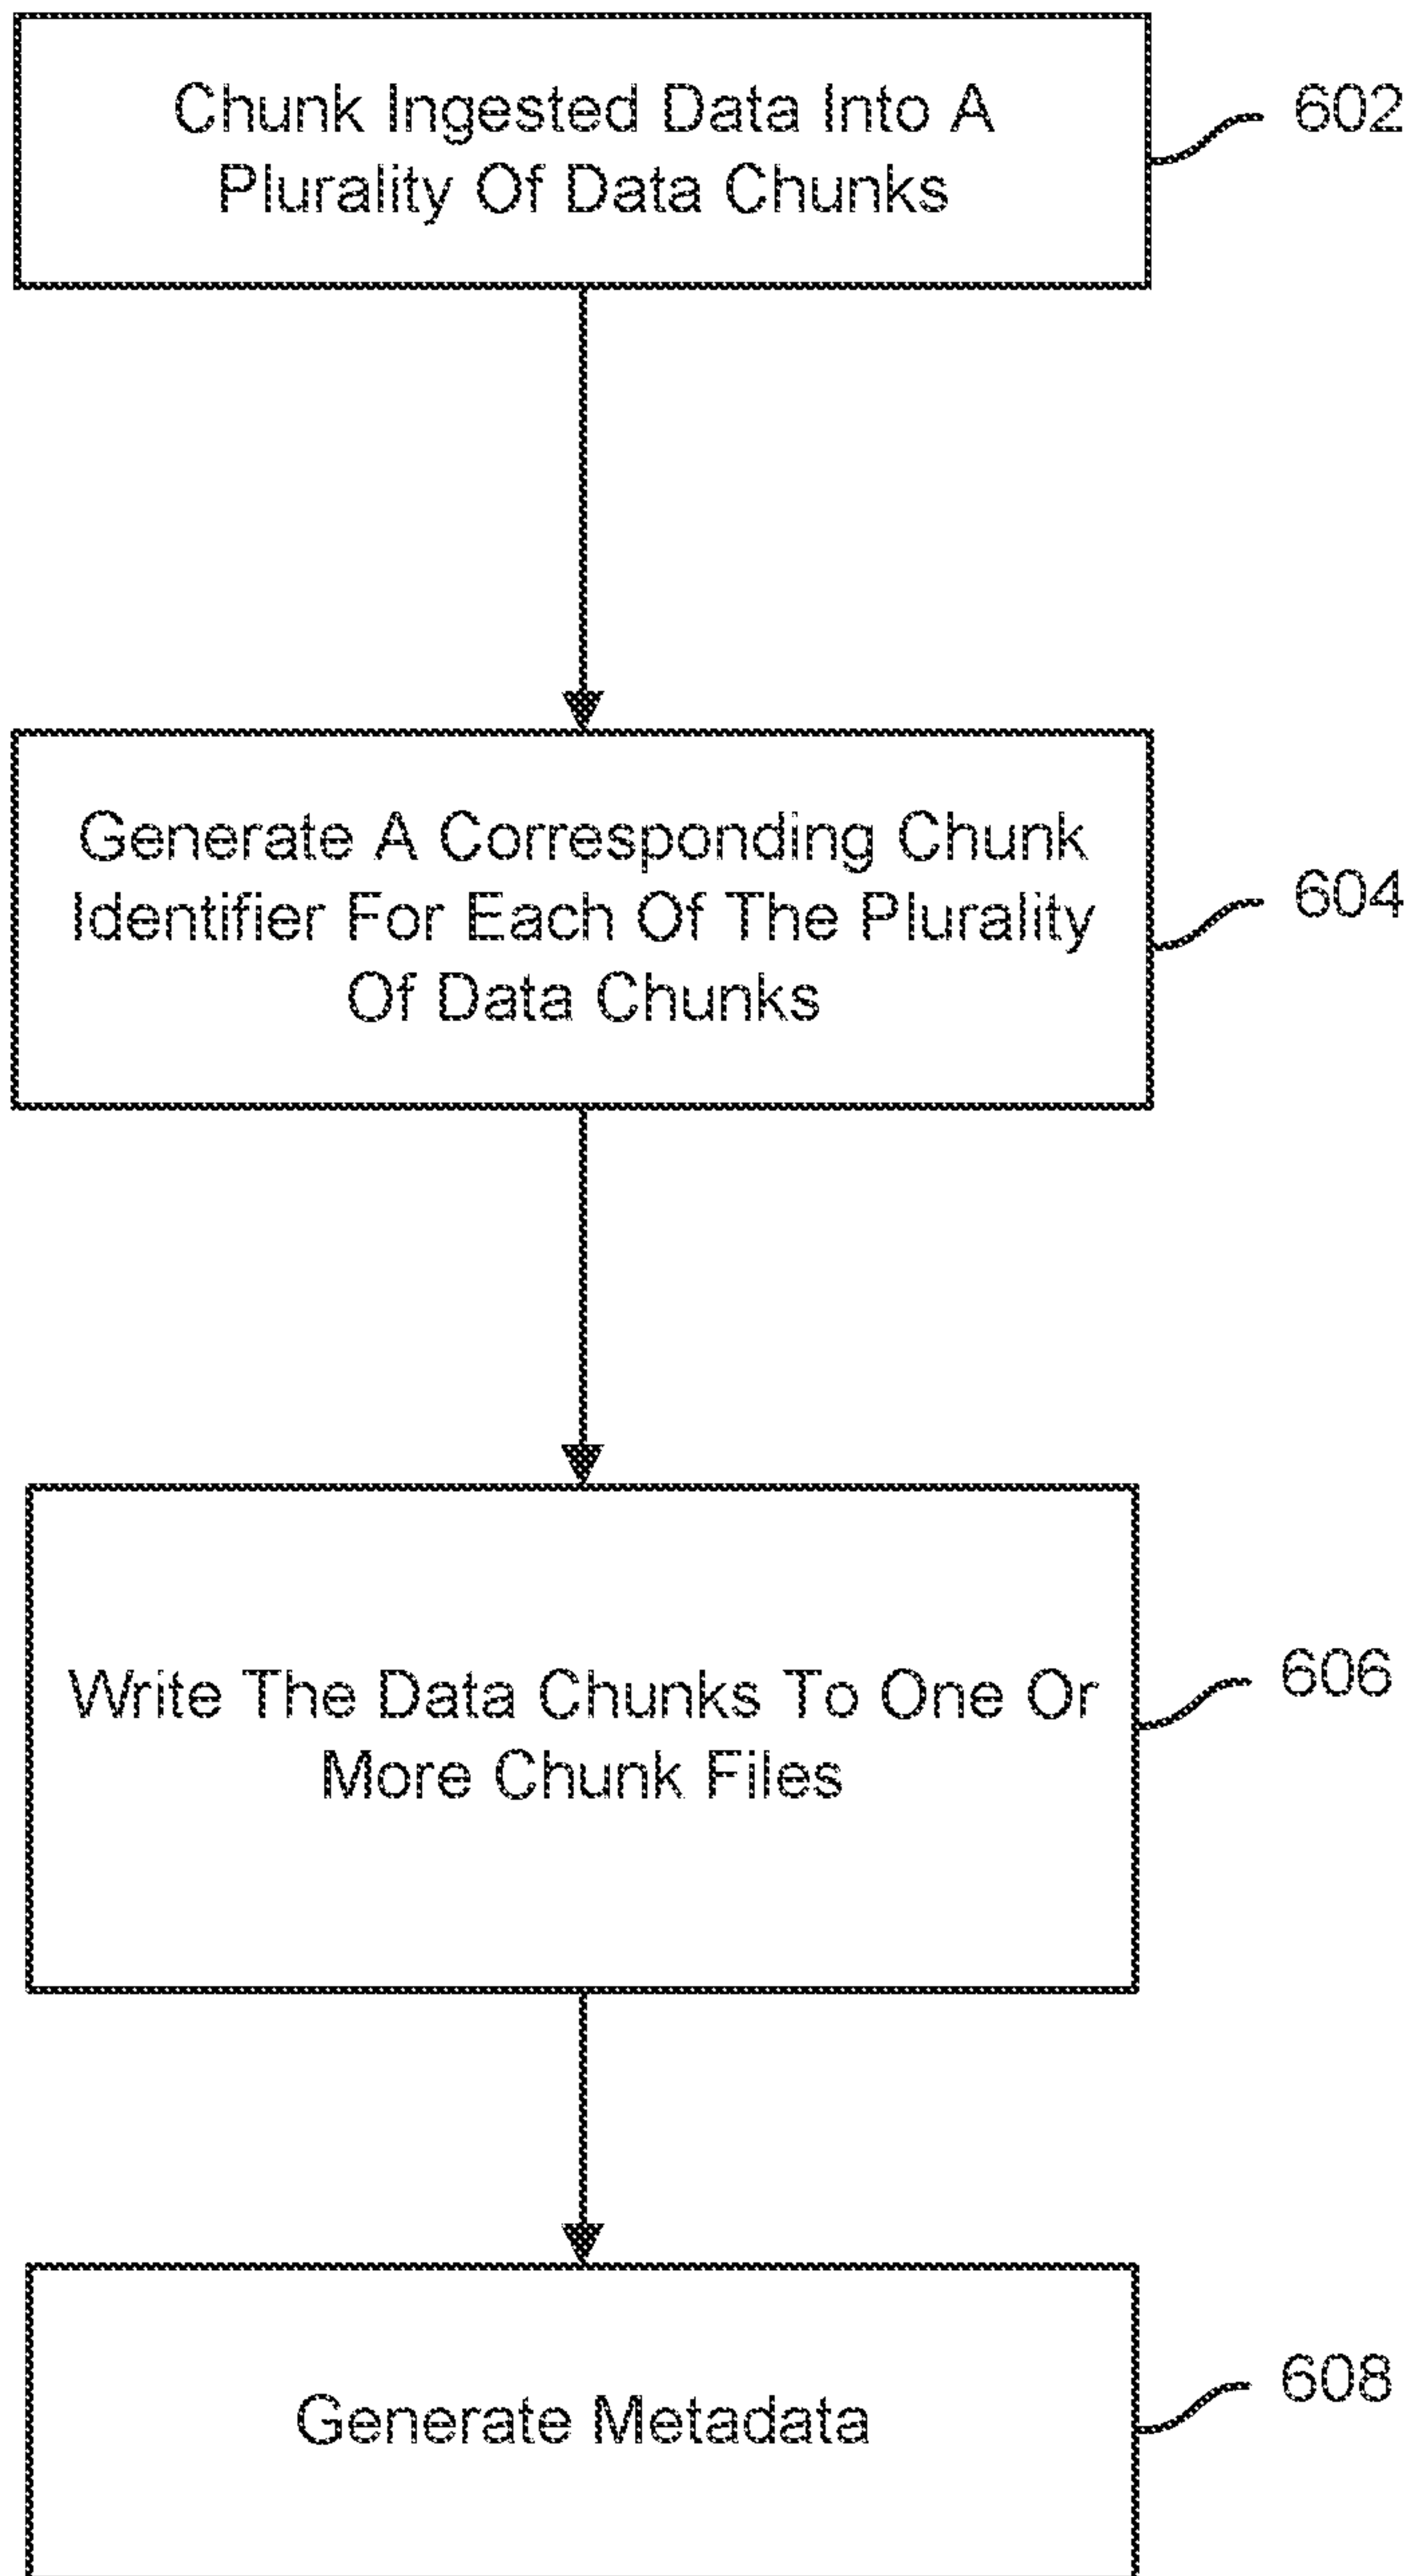 Chunk Ingested Data Into A
Plurality Of Data Chunks
602
Generate A Corresponding Chunk
Identifier For Each Of The Plurality
Of Data Chunks
604
Write The Data Chunks To One Or
More Chunk Files
606
Generate Metadata
608